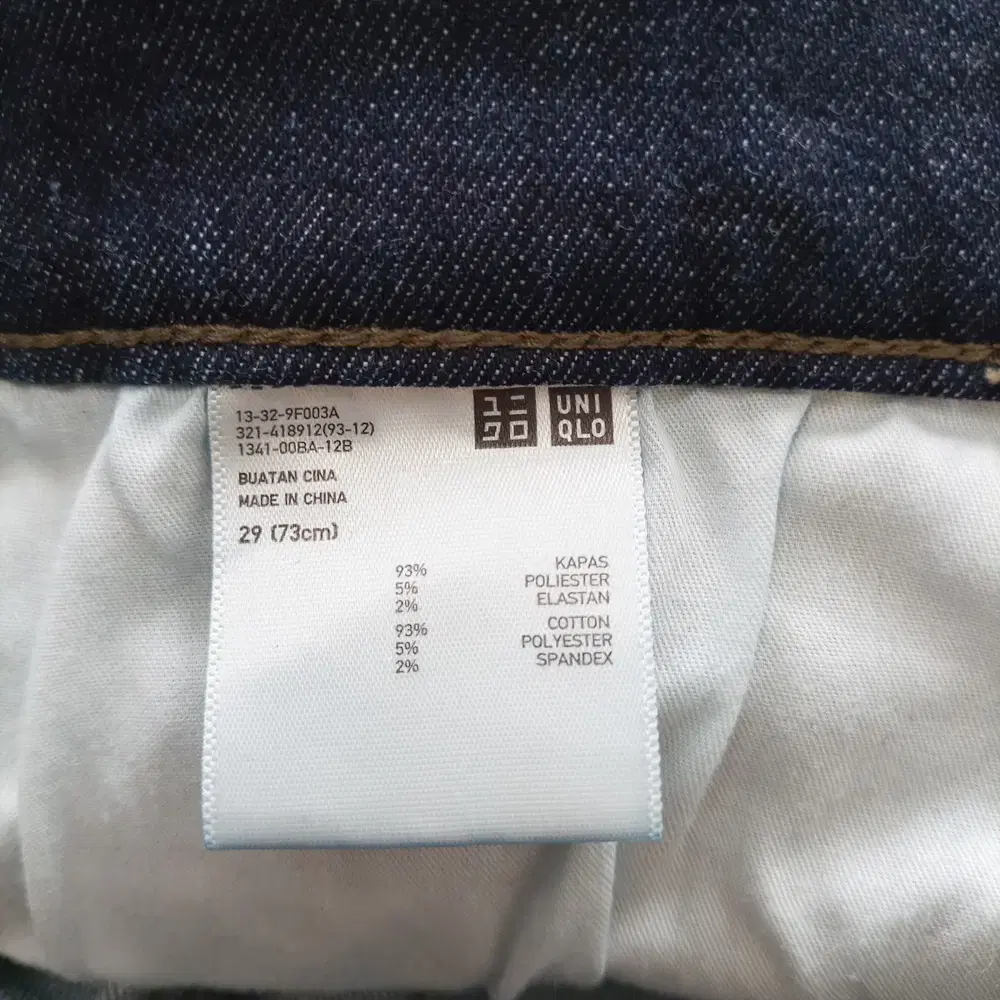 13-32-9F003A
321-418912(93-12)
1341-00BA-12B
ユニ
クロ
UNI
QLO
BUATAN CINA
MADE IN CHINA
29 (73cm)
93% KAPAS
5% POLIESTER
2% ELASTAN
93% COTTON
5% POLYESTER
2% SPANDEX